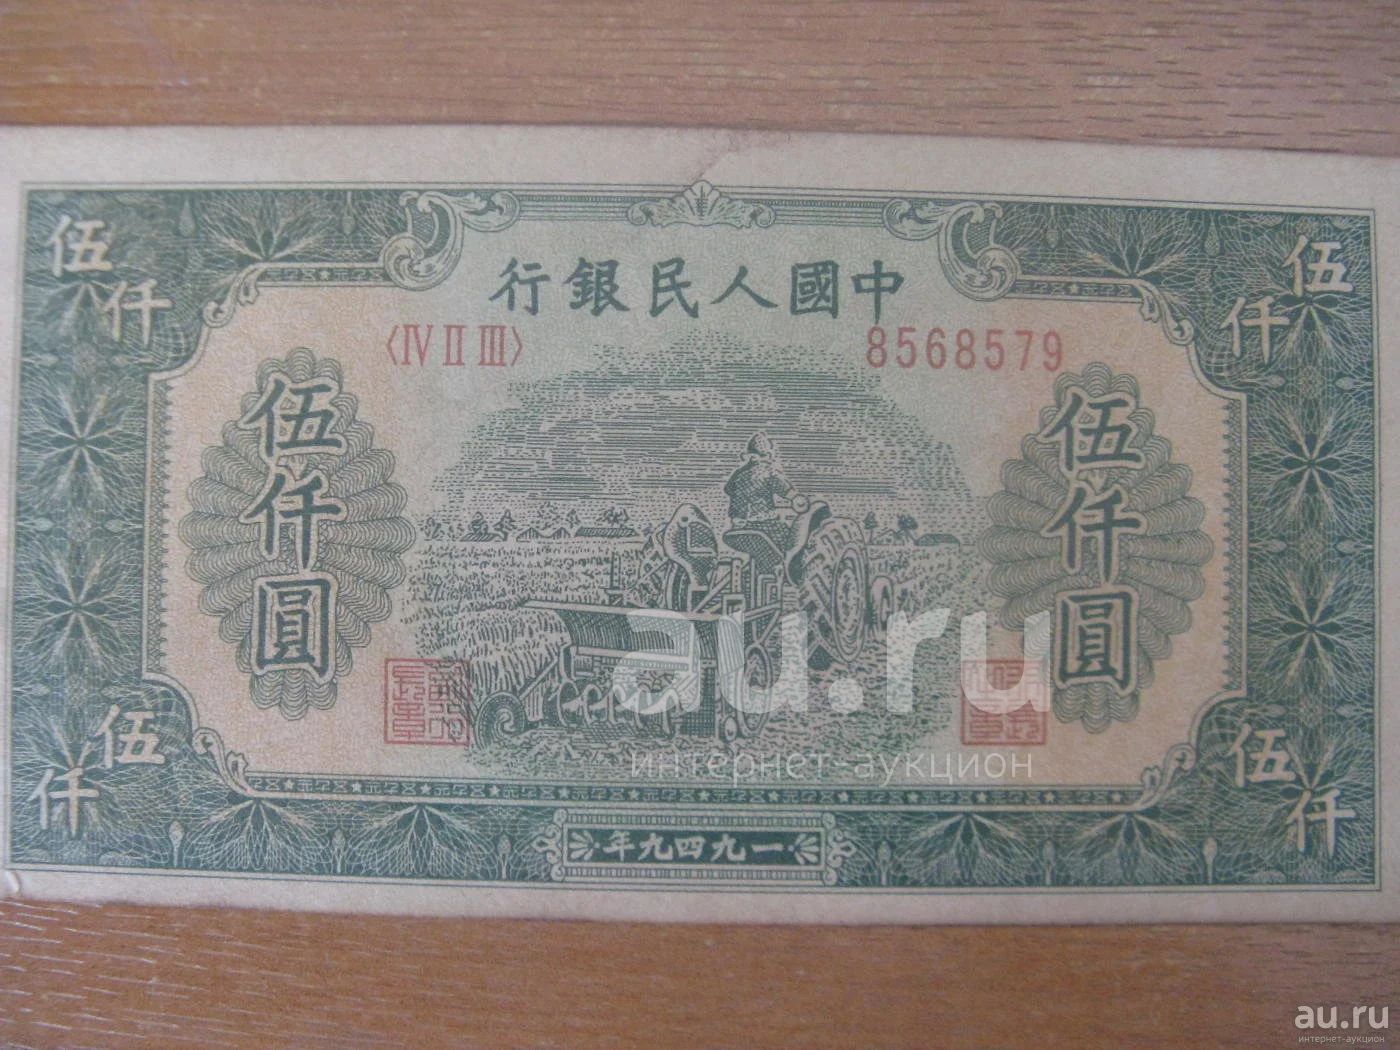 伍仟
伍仟
中國人民銀行
〈IV II III〉
8568579
伍仟圓
伍仟圓
au.ru
интернет-аукцион
伍仟
伍仟
一九四九年
au.ru
интернет-аукцион